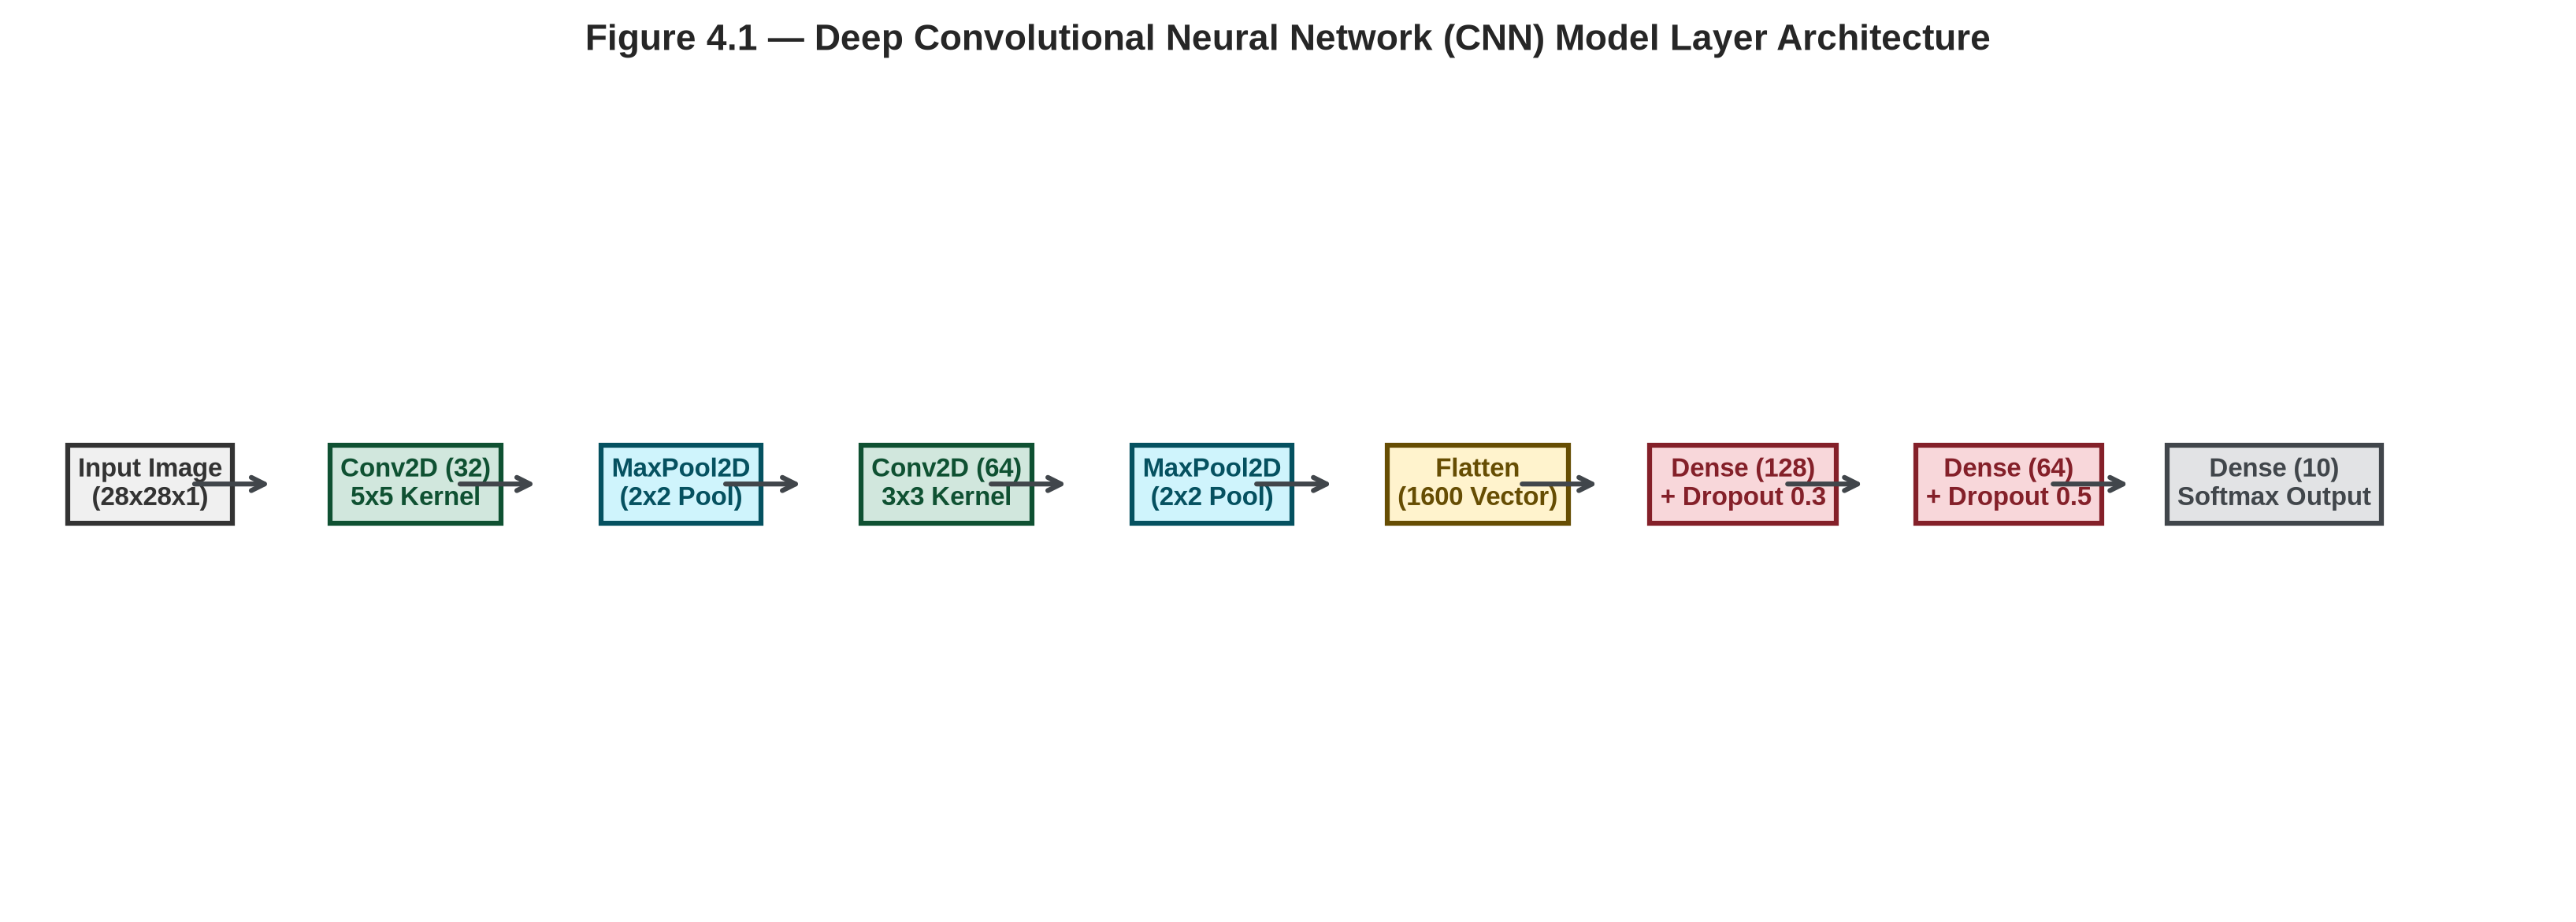 Figure 4.1 — Deep Convolutional Neural Network (CNN) Model Layer Architecture
Input Image
(28x28x1)
Conv2D (32)
5x5 Kernel
MaxPool2D
(2x2 Pool)
Conv2D (64)
3x3 Kernel
MaxPool2D
(2x2 Pool)
Flatten
(1600 Vector)
Dense (128)
+ Dropout 0.3
Dense (64)
+ Dropout 0.5
Dense (10)
Softmax Output